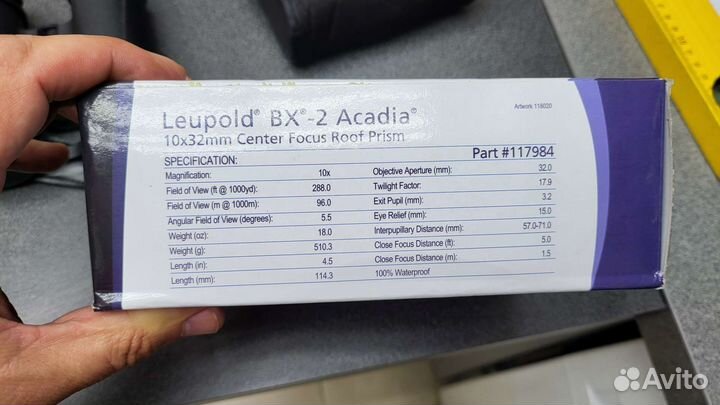 Artwork 118020
Leupold® BX®-2 Acadia®
10x32mm Center Focus Roof Prism
SPECIFICATION: Part #117984
Magnification: 10x
Field of View (ft @ 1000yd): 288.0
Field of View (m @ 1000m): 96.0
Angular Field of View (degrees): 5.5
Weight (oz): 18.0
Weight (g): 510.3
Length (in): 4.5
Length (mm): 114.3
Objective Aperture (mm): 32.0
Twilight Factor: 17.9
Exit Pupil (mm): 3.2
Eye Relief (mm): 15.0
Interpupillary Distance (mm): 57.0-71.0
Close Focus Distance (ft): 5.0
Close Focus Distance (m): 1.5
100% Waterproof
Avito